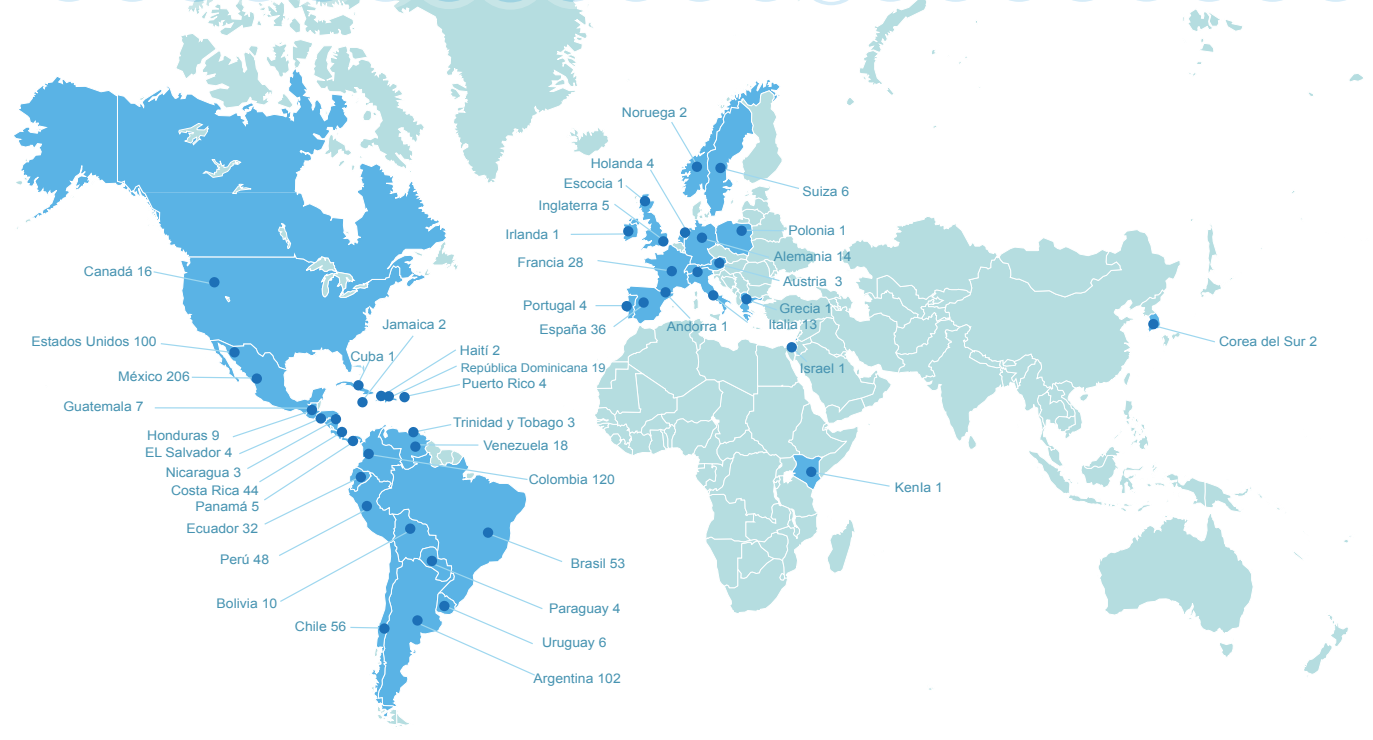 Noruega 2
Holanda 4
Escocia 1
Suiza 6
Inglaterra 5
Irlanda 1
Polonia 1
Alemania 14
Francia 28
Canadá 16
Austria 3
Portugal 4
Grecia 1
España 36
Andorra 1
Italia 13
Jamaica 2
Estados Unidos 100
Corea del Sur 2
Cuba 1
Haití 2
República Dominicana 19
Israel 1
México 206
Puerto Rico 4
Guatemala 7
Trinidad y Tobago 3
Honduras 9
Venezuela 18
EL Salvador 4
Nicaragua 3
Colombia 120
Costa Rica 44
KenIa 1
Panamá 5
Ecuador 32
Perú 48
Brasil 53
Bolivia 10
Paraguay 4
Chile 56
Uruguay 6
Argentina 102